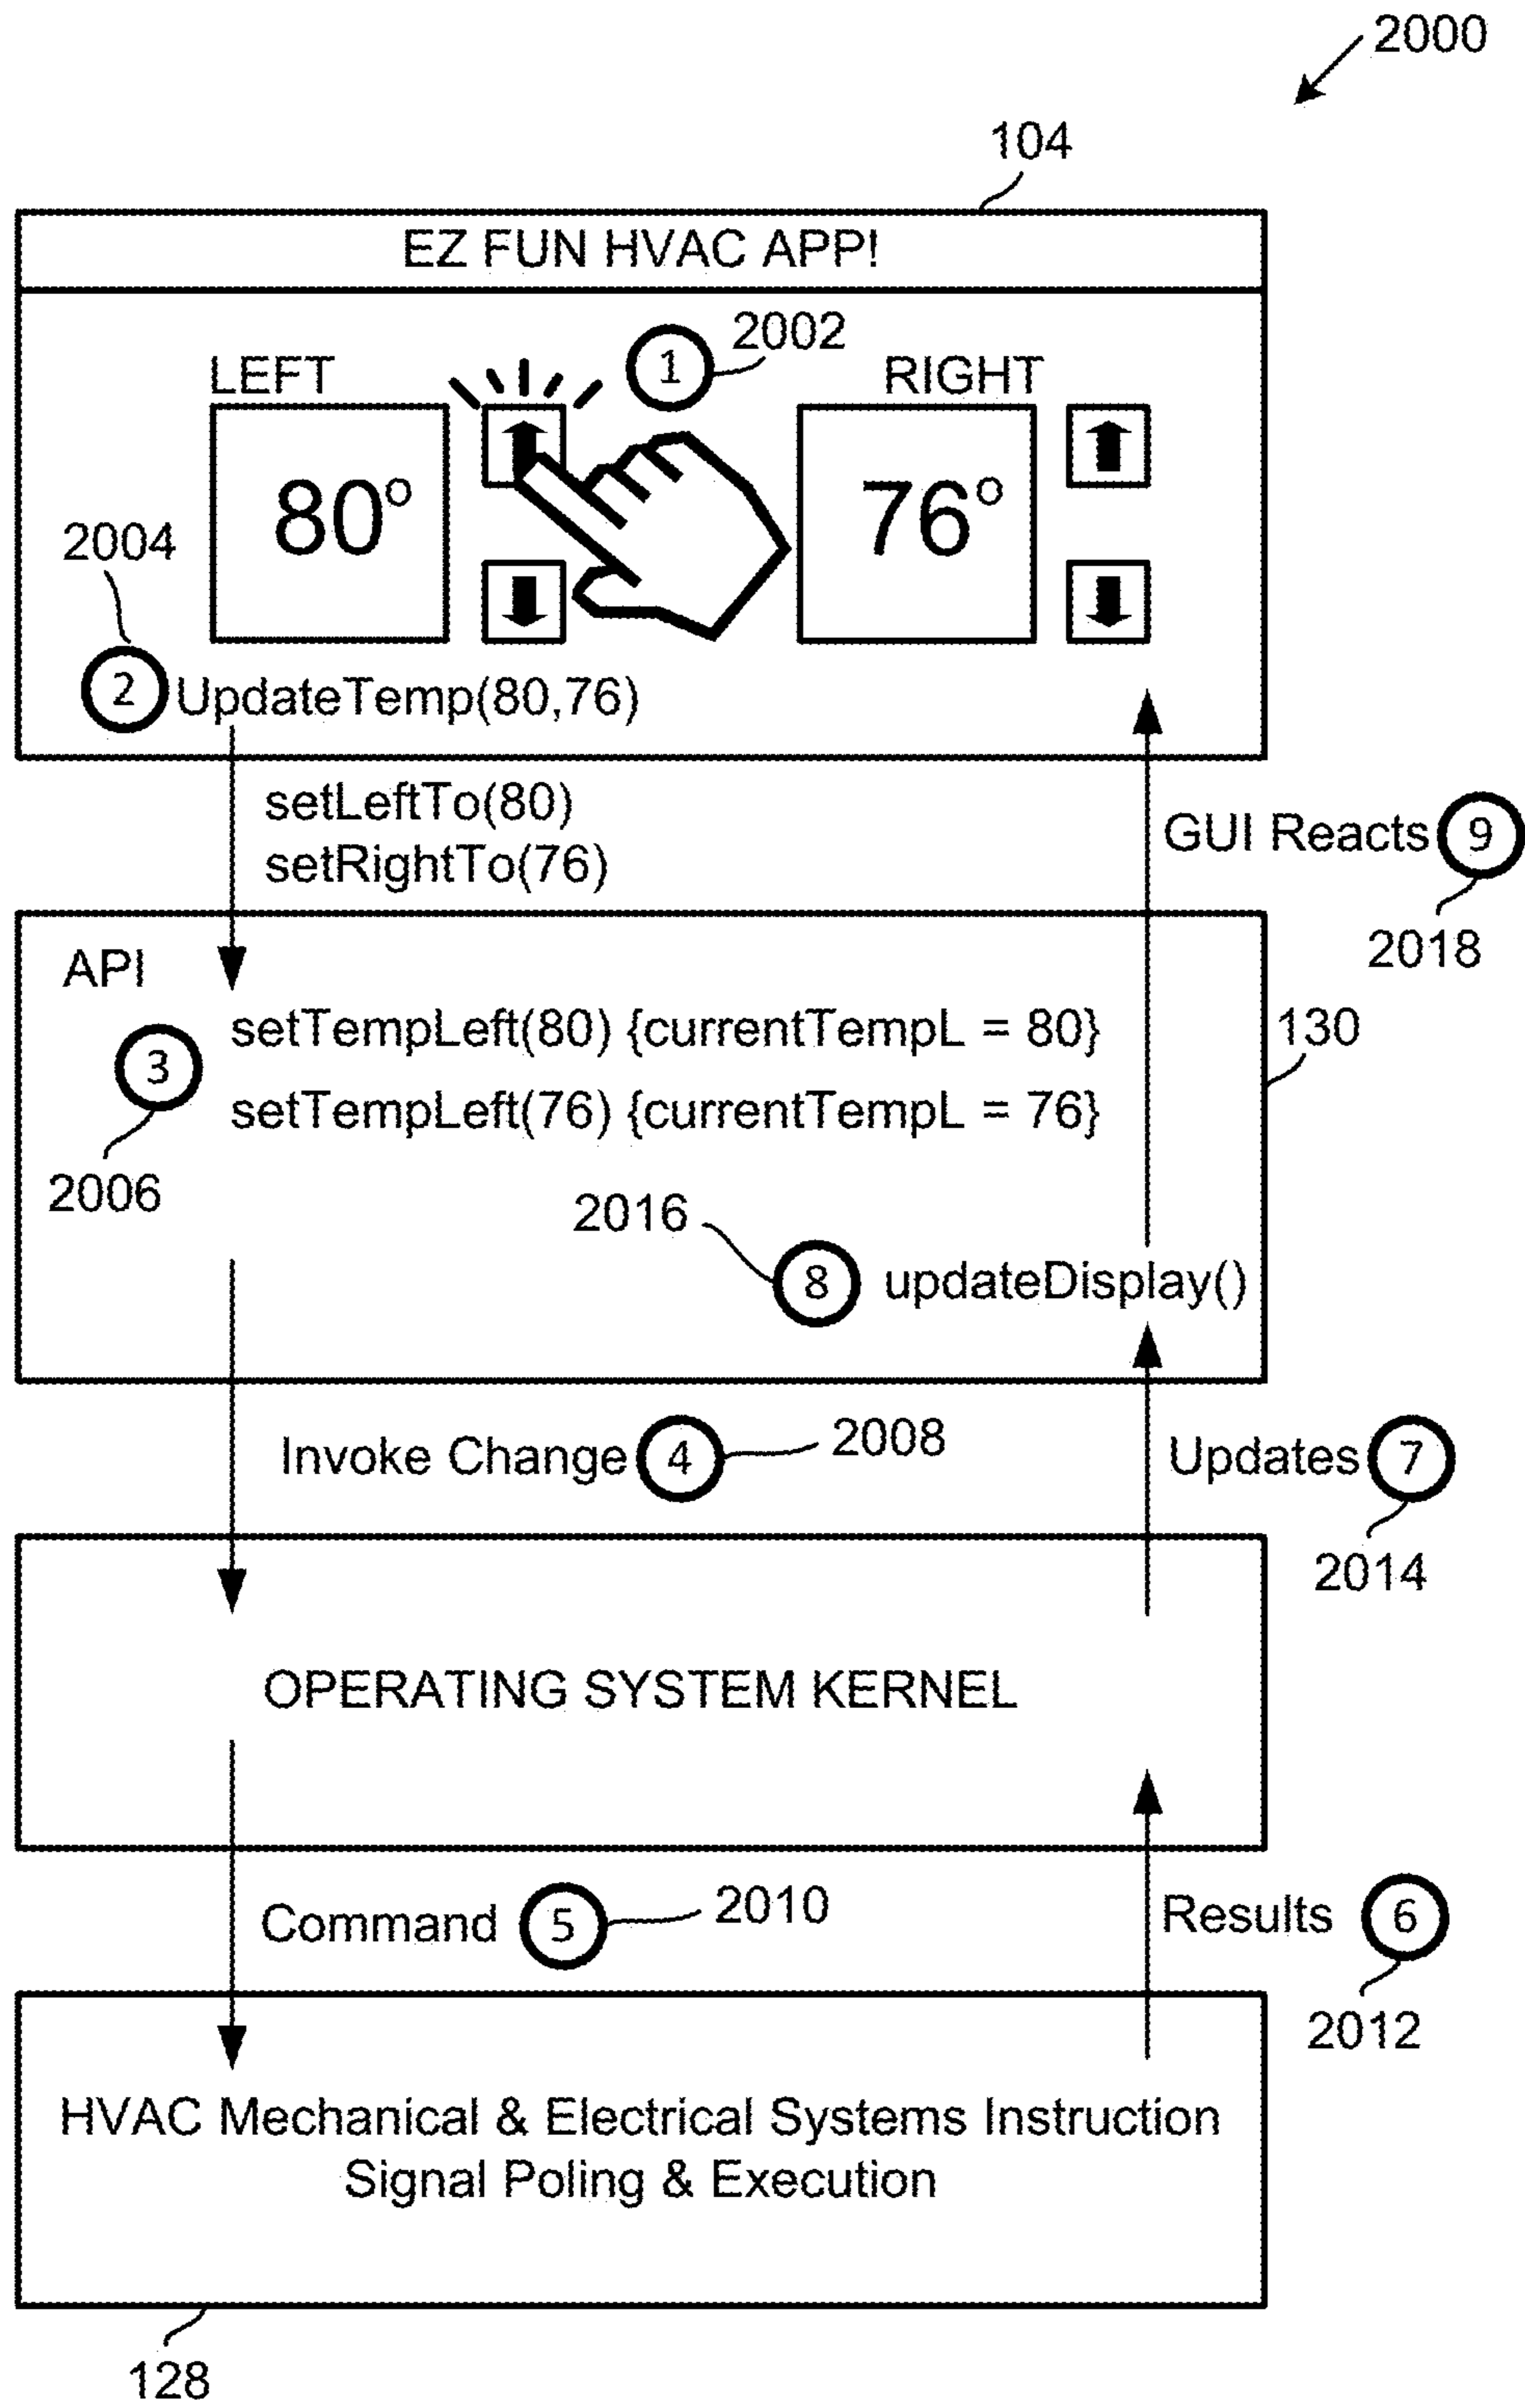 2000
104
EZ FUN HVAC APP!
1 2002
LEFT RIGHT
80° 76°
2004
2 UpdateTemp(80,76)
setLeftTo(80)
setRightTo(76)
GUI Reacts 9
2018
API
130
3 setTempLeft(80) {currentTempL = 80}
setTempLeft(76) {currentTempL = 76}
2006
2016
8 updateDisplay()
Invoke Change 4 2008
Updates 7
2014
OPERATING SYSTEM KERNEL
Command 5 2010
Results 6
2012
HVAC Mechanical & Electrical Systems Instruction
Signal Poling & Execution
128